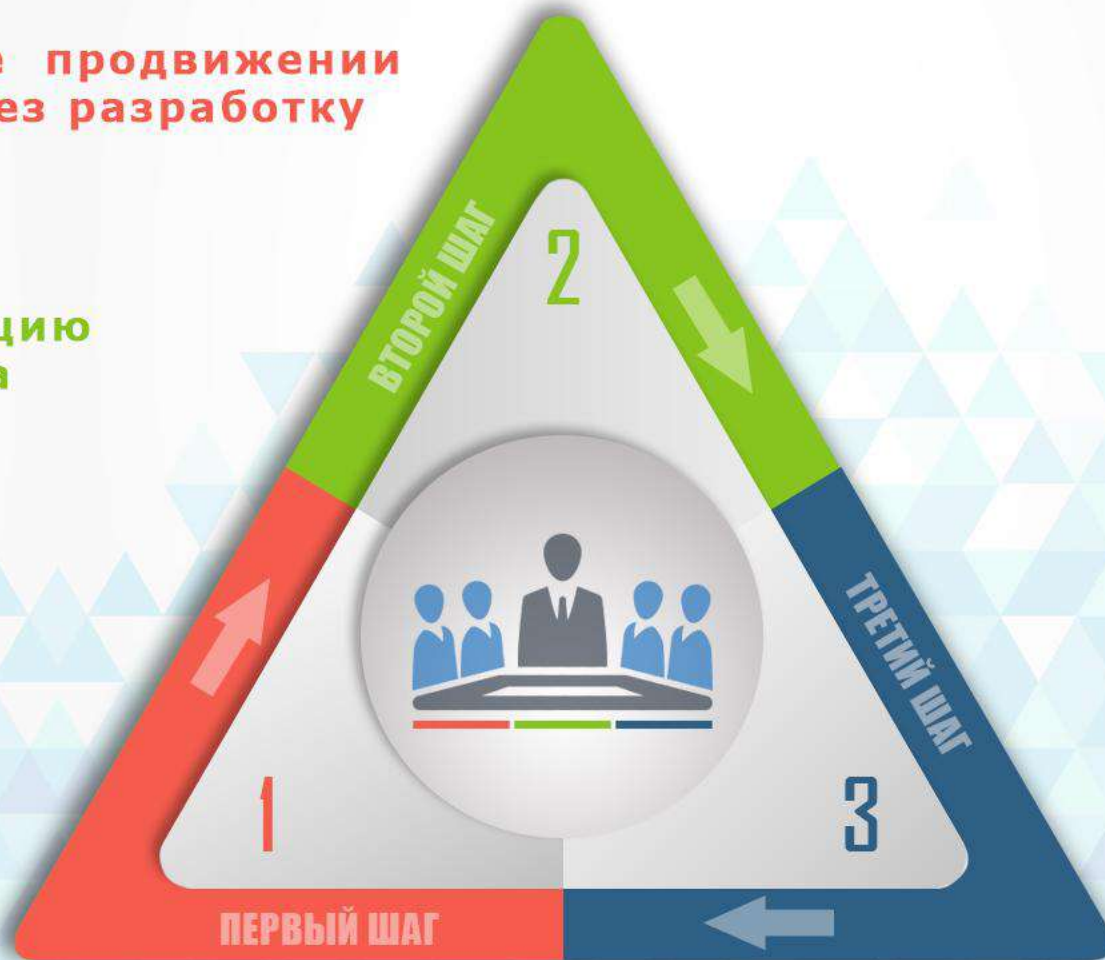 продвижении
разработку
ВТОРОЙ ШАГ
2
ТРЕТИЙ ШАГ
1
3
ПЕРВЫЙ ШАГ